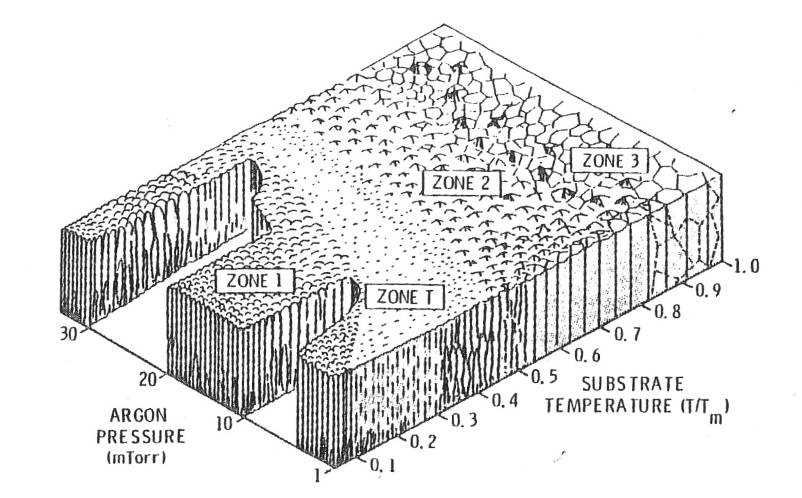 ZONE 3
ZONE 2
ZONE 1
ZONE T
30
20
10
1
ARGON
PRESSURE
(mTorr)
0.1
0.2
0.3
0.4
0.5
0.6
0.7
0.8
0.9
1.0
SUBSTRATE
TEMPERATURE (T/Tm)